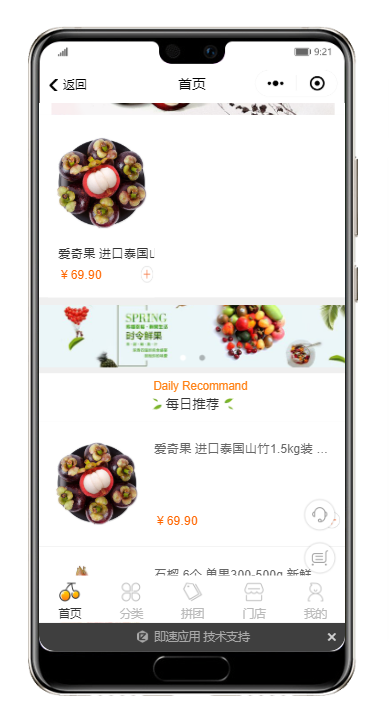 9:21
返回 首页
爱奇果 进口泰国山
￥69.90
SPRING
时令鲜果
Daily Recommand
每日推荐
爱奇果 进口泰国山竹1.5kg装 ...
￥69.90
石榴 6个 单果300-500g 新鲜
首页 分类 拼团 门店 我的
即速应用 技术支持